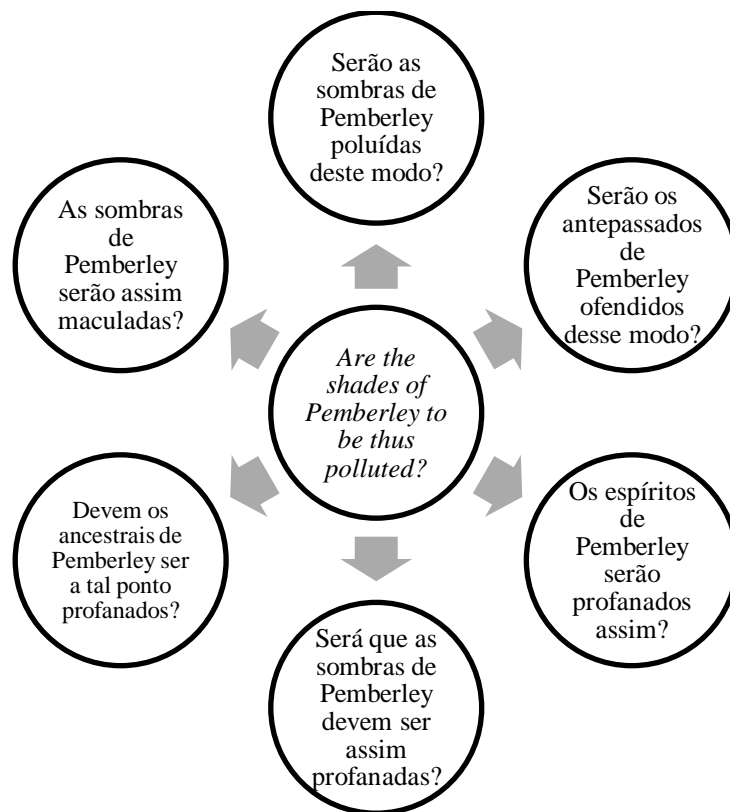 Serão as
sombras de
Pemberley
poluídas
deste modo?
As sombras
de
Pemberley
serão assim
maculadas?
Serão os
antepassados
de
Pemberley
ofendidos
desse modo?
Are the
shades of
Pemberley to
be thus
polluted?
Devem os
ancestrais de
Pemberley ser
a tal ponto
profanados?
Os espíritos
de
Pemberley
serão
profanados
assim?
Será que as
sombras de
Pemberley
devem ser
assim
profanadas?